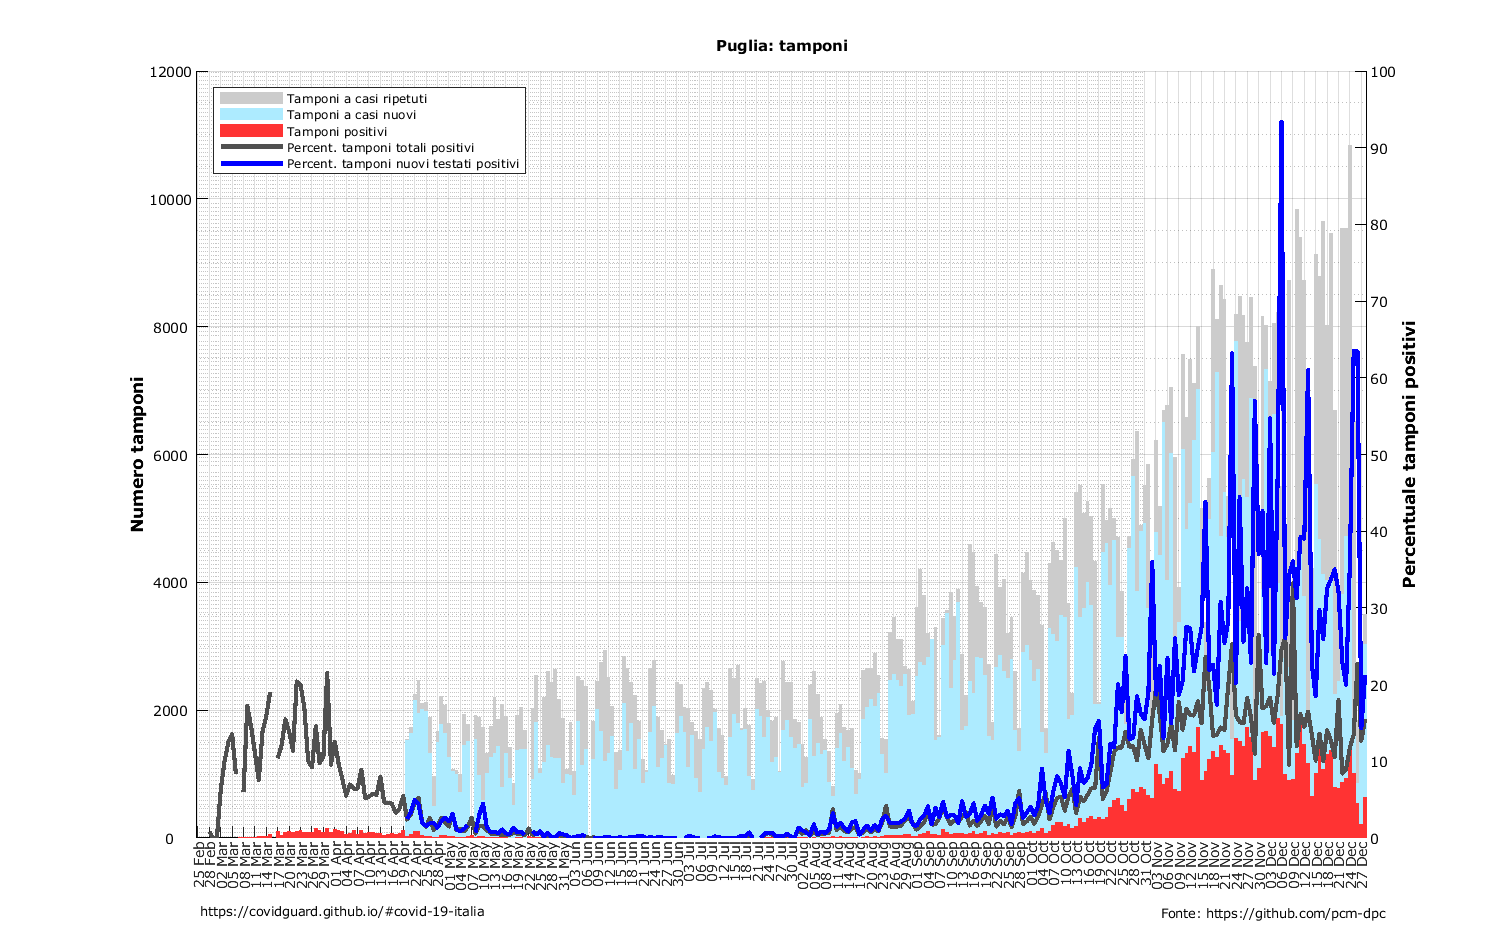 Puglia: tamponi
12000
10000
8000
6000
4000
2000
0
Numero tamponi
Tamponi a casi ripetuti
Tamponi a casi nuovi
Tamponi positivi
Percent. tamponi totali positivi
Percent. tamponi nuovi testati positivi
100
90
80
70
60
50
40
30
20
10
0
Percentuale tamponi positivi
25 Feb
28 Feb
02 Mar
05 Mar
08 Mar
11 Mar
14 Mar
17 Mar
20 Mar
23 Mar
26 Mar
29 Mar
01 Apr
04 Apr
07 Apr
10 Apr
13 Apr
16 Apr
19 Apr
22 Apr
25 Apr
28 Apr
01 May
04 May
07 May
10 May
13 May
16 May
19 May
22 May
25 May
28 May
31 May
03 Jun
06 Jun
09 Jun
12 Jun
15 Jun
18 Jun
21 Jun
24 Jun
27 Jun
30 Jun
03 Jul
06 Jul
09 Jul
12 Jul
15 Jul
18 Jul
21 Jul
24 Jul
27 Jul
30 Jul
02 Aug
05 Aug
08 Aug
11 Aug
14 Aug
17 Aug
20 Aug
23 Aug
26 Aug
29 Aug
01 Sep
04 Sep
07 Sep
10 Sep
13 Sep
16 Sep
19 Sep
22 Sep
25 Sep
28 Sep
01 Oct
04 Oct
07 Oct
10 Oct
13 Oct
16 Oct
19 Oct
22 Oct
25 Oct
28 Oct
31 Oct
03 Nov
06 Nov
09 Nov
12 Nov
15 Nov
18 Nov
21 Nov
24 Nov
27 Nov
30 Nov
03 Dec
06 Dec
09 Dec
12 Dec
15 Dec
18 Dec
21 Dec
24 Dec
27 Dec
https://covidguard.github.io/#covid-19-italia
Fonte: https://github.com/pcm-dpc